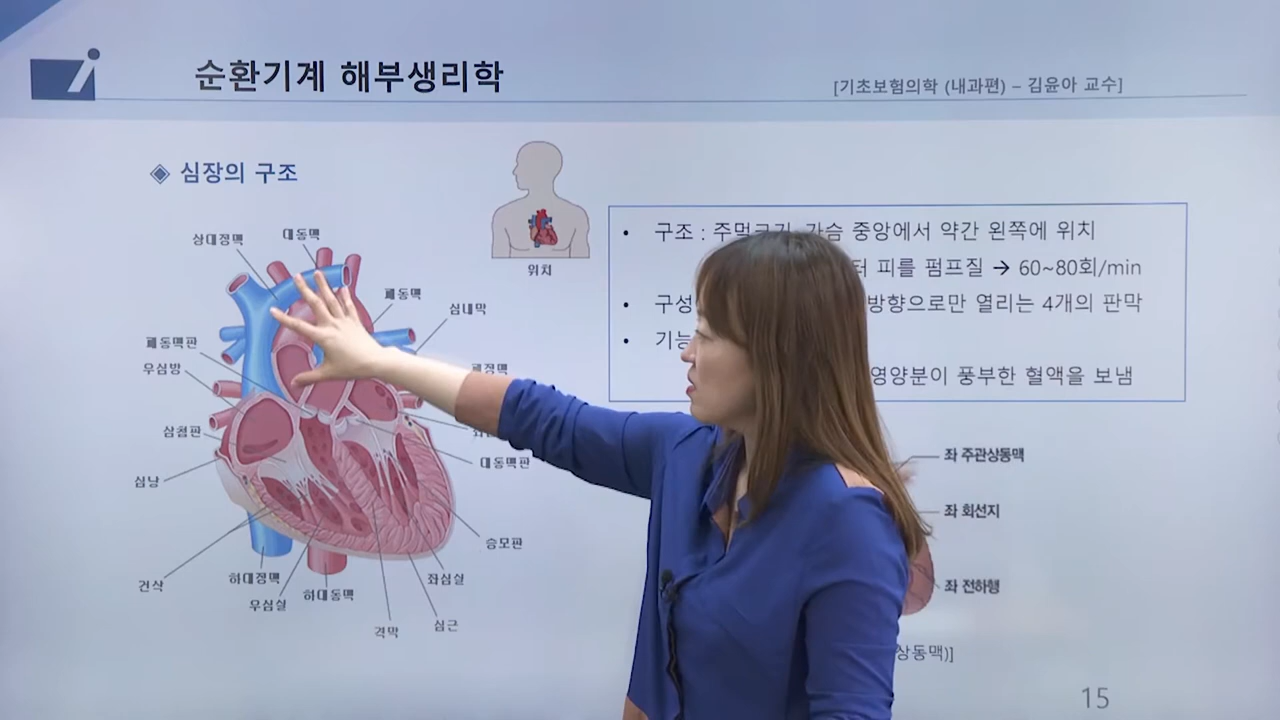 순환기계 해부생리학
[기초보험의학 (내과편) – 김윤아 교수]
◈ 심장의 구조
위치
상대정맥
대동맥
폐동맥
심내막
폐동맥판
우심방
폐정맥
삼첨판
대동맥판
심낭
승모판
건삭
하대정맥
좌심실
우심실
하대동맥
격막
심근
• 구조 : 주먹크기, 가슴 중앙에서 약간 왼쪽에 위치
피를 펌프질 → 60~80회/min
• 구성
방향으로만 열리는 4개의 판막
• 기능
영양분이 풍부한 혈액을 보냄
좌 주관상동맥
좌 회선지
좌 전하행
상동맥)]
15